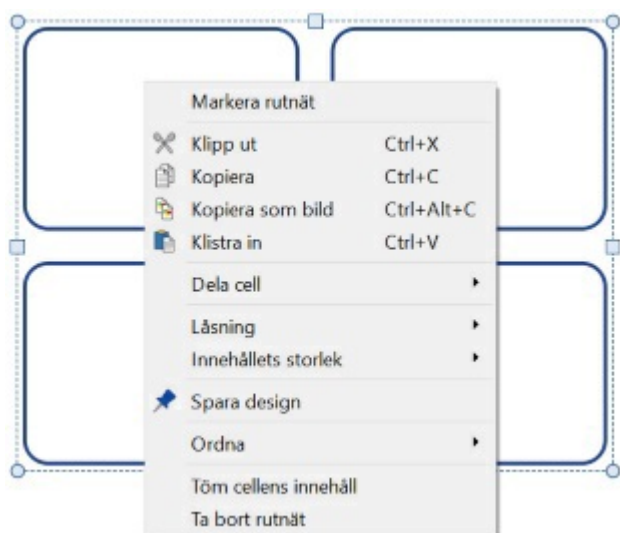 Markera rutnät
Klipp ut Ctrl+X
Kopiera Ctrl+C
Kopiera som bild Ctrl+Alt+C
Klistra in Ctrl+V
Dela cell
Låsning
Innehållets storlek
Spara design
Ordna
Töm cellens innehåll
Ta bort rutnät